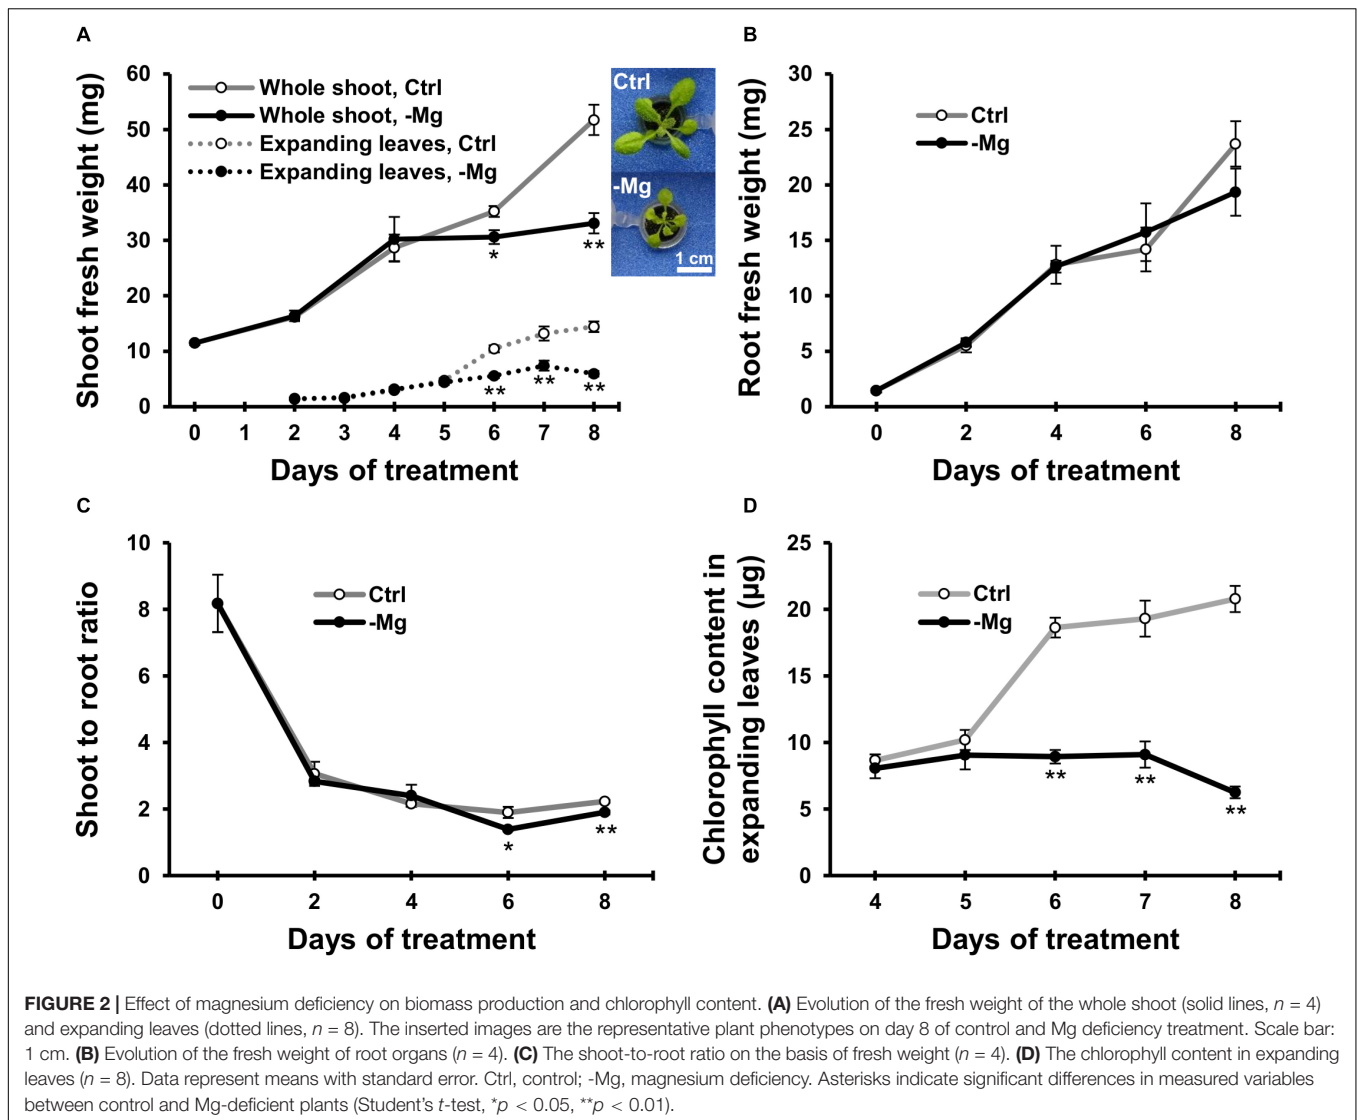 A
Shoot fresh weight (mg)
60
50
40
30
20
10
0
Whole shoot, Ctrl
Whole shoot, -Mg
Expanding leaves, Ctrl
Expanding leaves, -Mg
Ctrl
-Mg
1 cm
*
**
**
**
**
0 1 2 3 4 5 6 7 8
Days of treatment
B
Root fresh weight (mg)
30
25
20
15
10
5
0
Ctrl
-Mg
0 2 4 6 8
Days of treatment
C
Shoot to root ratio
10
8
6
4
2
0
Ctrl
-Mg
*
**
0 2 4 6 8
Days of treatment
D
Chlorophyll content in
expanding leaves (µg)
25
20
15
10
5
0
Ctrl
-Mg
**
**
**
4 5 6 7 8
Days of treatment
FIGURE 2 | Effect of magnesium deficiency on biomass production and chlorophyll content. (A) Evolution of the fresh weight of the whole shoot (solid lines, n = 4)
and expanding leaves (dotted lines, n = 8). The inserted images are the representative plant phenotypes on day 8 of control and Mg deficiency treatment. Scale bar:
1 cm. (B) Evolution of the fresh weight of root organs (n = 4). (C) The shoot-to-root ratio on the basis of fresh weight (n = 4). (D) The chlorophyll content in expanding
leaves (n = 8). Data represent means with standard error. Ctrl, control; -Mg, magnesium deficiency. Asterisks indicate significant differences in measured variables
between control and Mg-deficient plants (Student's t-test, *p < 0.05, **p < 0.01).